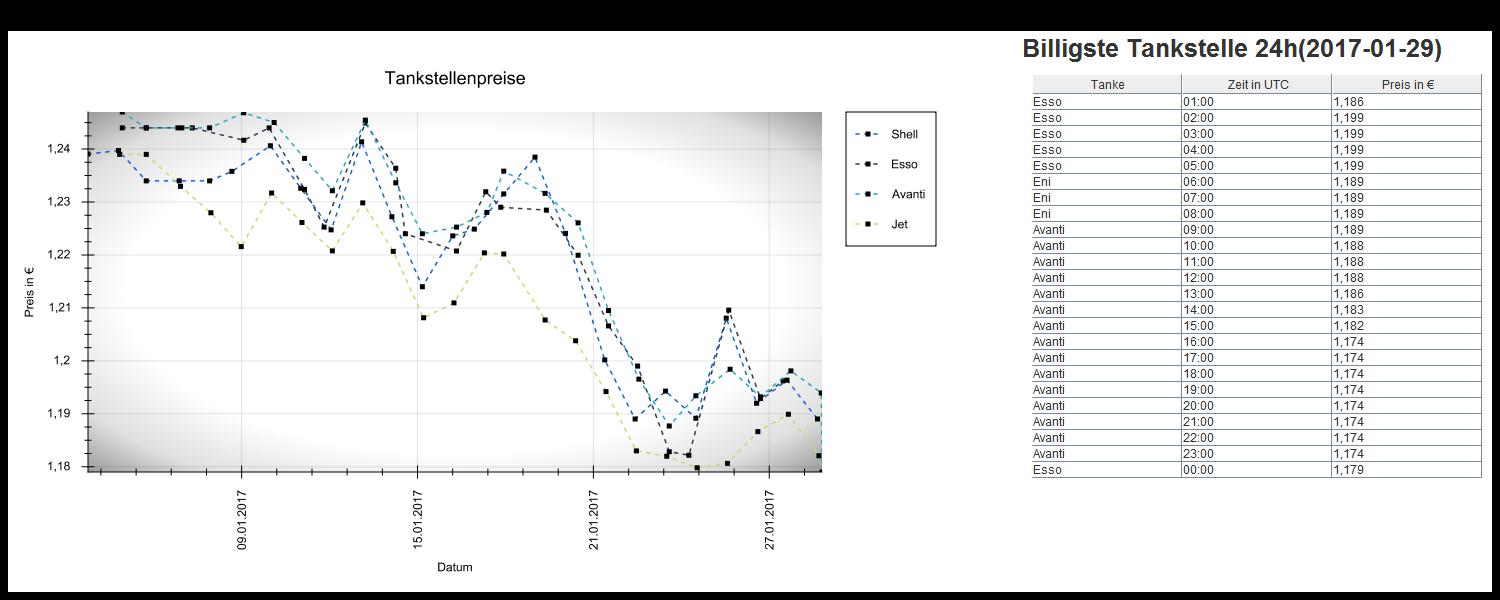 Billigste Tankstelle 24h(2017-01-29)
Tankstellenpreise
Tanke Zeit in UTC Preis in €
Esso 01:00 1,186
Esso 02:00 1,199
Esso 03:00 1,199
Esso 04:00 1,199
Esso 05:00 1,199
Eni 06:00 1,189
Eni 07:00 1,189
Eni 08:00 1,189
Avanti 09:00 1,189
Avanti 10:00 1,188
Avanti 11:00 1,188
Avanti 12:00 1,188
Avanti 13:00 1,186
Avanti 14:00 1,183
Avanti 15:00 1,182
Avanti 16:00 1,174
Avanti 17:00 1,174
Avanti 18:00 1,174
Avanti 19:00 1,174
Avanti 20:00 1,174
Avanti 21:00 1,174
Avanti 22:00 1,174
Avanti 23:00 1,174
Esso 00:00 1,179
Shell
Esso
Avanti
Jet
Preis in €
1,24
1,23
1,22
1,21
1,2
1,19
1,18
09.01.2017
15.01.2017
21.01.2017
27.01.2017
Datum